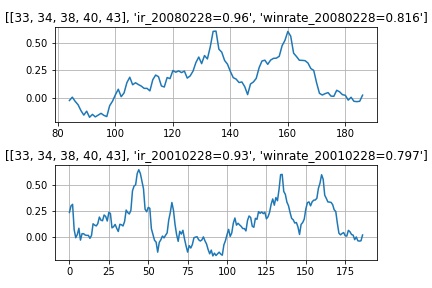 [[33, 34, 38, 40, 43], 'ir_20080228=0.96', 'winrate_20080228=0.816']
0.50
0.25
0.00
80 100 120 140 160 180
[[33, 34, 38, 40, 43], 'ir_20010228=0.93', 'winrate_20010228=0.797']
0.50
0.25
0.00
0 25 50 75 100 125 150 175